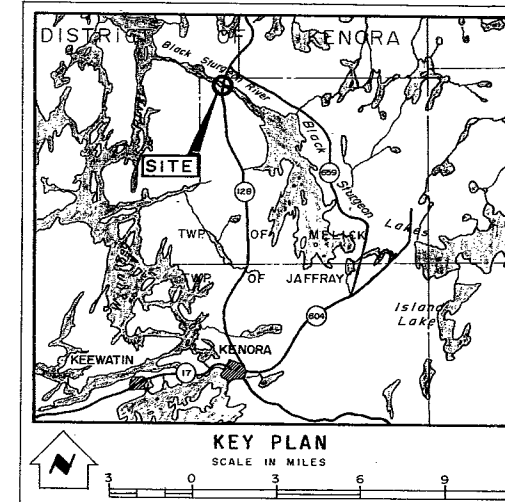 DISTRICT OF KENORA
Black Sturgeon River
SITE
Black Sturgeon Lakes
659
128
TWP. OF MELICK
TWP. OF JAFFRAY
604
Island Lake
KEEWATIN
KENORA
17
KEY PLAN
SCALE IN MILES
N
3 0 3 6 9